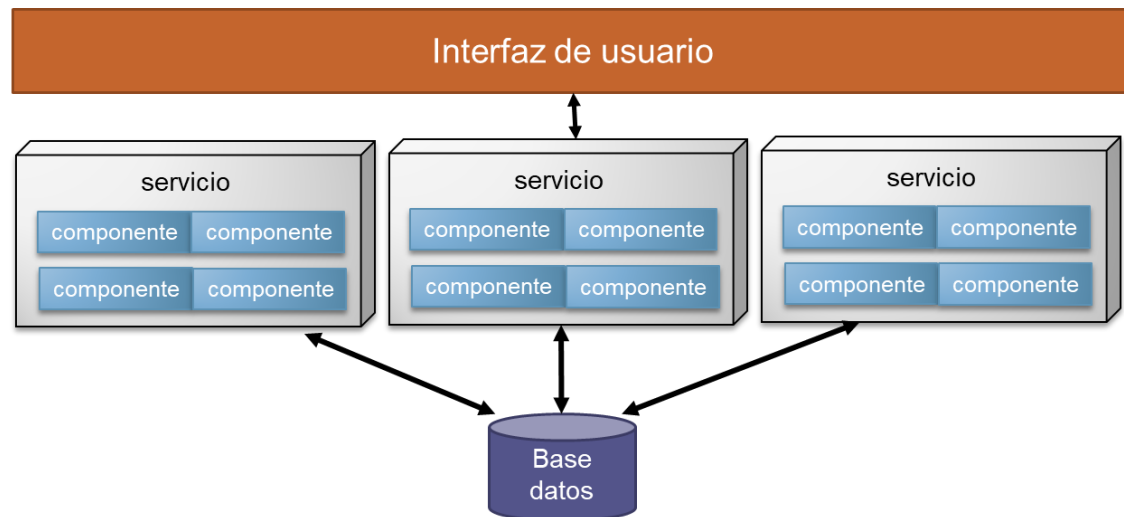 Interfaz de usuario
servicio
componente componente
componente componente
servicio
componente componente
componente componente
servicio
componente componente
componente componente
Base
datos